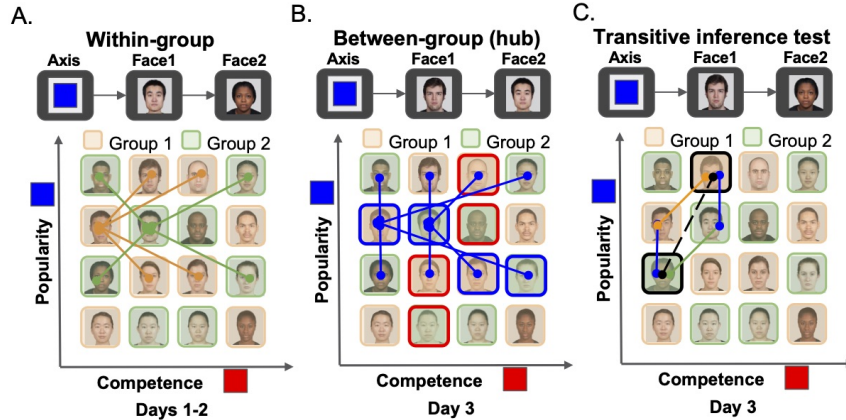 A.
Within-group
Axis Face1 Face2
Group 1 Group 2
Popularity
Competence
Days 1-2
B.
Between-group (hub)
Axis Face1 Face2
Group 1 Group 2
Popularity
Competence
Day 3
C.
Transitive inference test
Axis Face1 Face2
Group 1 Group 2
Popularity
Competence
Day 3